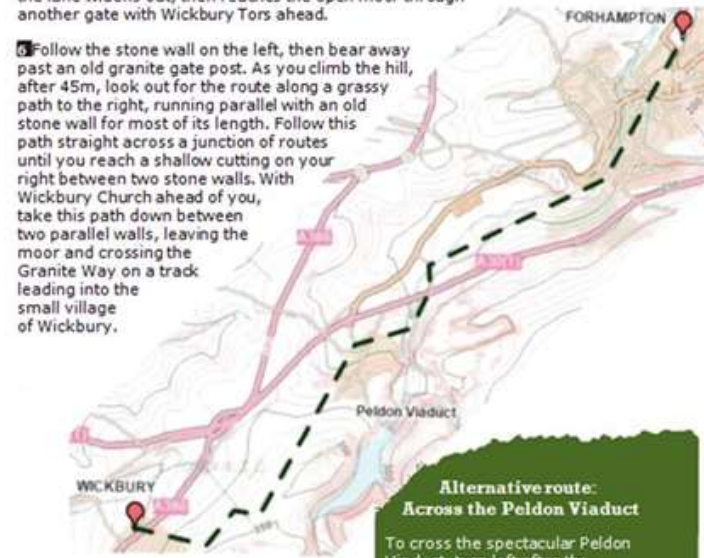 another gate with Wickbury Tors ahead.
6 Follow the stone wall on the left, then bear away
past an old granite gate post. As you climb the hill,
after 45m, look out for the route along a grassy
path to the right, running parallel with an old
stone wall for most of its length. Follow this
path straight across a junction of routes
until you reach a shallow cutting on your
right between two stone walls. With
Wickbury Church ahead of you,
take this path down between
two parallel walls, leaving the
moor and crossing the
Granite Way on a track
leading into the
small village
of Wickbury.
FORHAMPTON
A30(T)
Peldon Viaduct
WICKBURY
Alternative route:
Across the Peldon Viaduct
To cross the spectacular Peldon